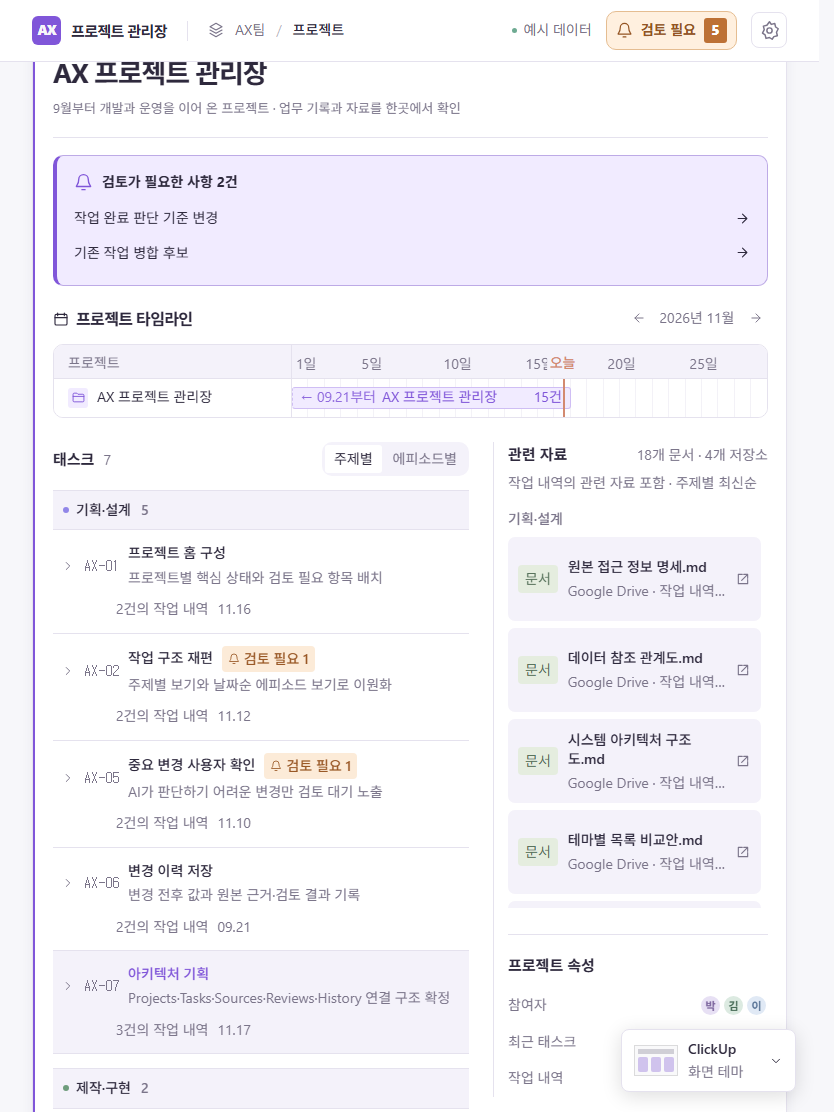 AX 프로젝트 관리장 AX팀 / 프로젝트 예시 데이터 검토 필요 5
AX 프로젝트 관리장
9월부터 개발과 운영을 이어 온 프로젝트 · 업무 기록과 자료를 한곳에서 확인
검토가 필요한 사항 2건
작업 완료 판단 기준 변경 →
기존 작업 병합 후보 →
프로젝트 타임라인 ← 2026년 11월 →
프로젝트 1일 5일 10일 15일 오늘 20일 25일
AX 프로젝트 관리장 ← 09.21부터 AX 프로젝트 관리장 15건
태스크 7 주제별 에피소드별
기획·설계 5
AX-01 프로젝트 홈 구성
프로젝트별 핵심 상태와 검토 필요 항목 배치
2건의 작업 내역 11.16
AX-02 작업 구조 재편 검토 필요 1
주제별 보기와 날짜순 에피소드 보기로 이원화
2건의 작업 내역 11.12
AX-05 중요 변경 사용자 확인 검토 필요 1
AI가 판단하기 어려운 변경만 검토 대기 노출
2건의 작업 내역 11.10
AX-06 변경 이력 저장
변경 전후 값과 원본 근거·검토 결과 기록
2건의 작업 내역 09.21
AX-07 아키텍처 기획
Projects·Tasks·Sources·Reviews·History 연결 구조 확정
3건의 작업 내역 11.17
제작·구현 2
관련 자료 18개 문서 · 4개 저장소
작업 내역의 관련 자료 포함 · 주제별 최신순
기획·설계
문서 원본 접근 정보 명세.md
Google Drive · 작업 내역...
문서 데이터 참조 관계도.md
Google Drive · 작업 내역...
문서 시스템 아키텍처 구조
도.md
Google Drive · 작업 내역...
문서 테마별 목록 비교안.md
Google Drive · 작업 내역...
프로젝트 속성
참여자 박 김 이
최근 태스크
작업 내역
ClickUp
화면 테마